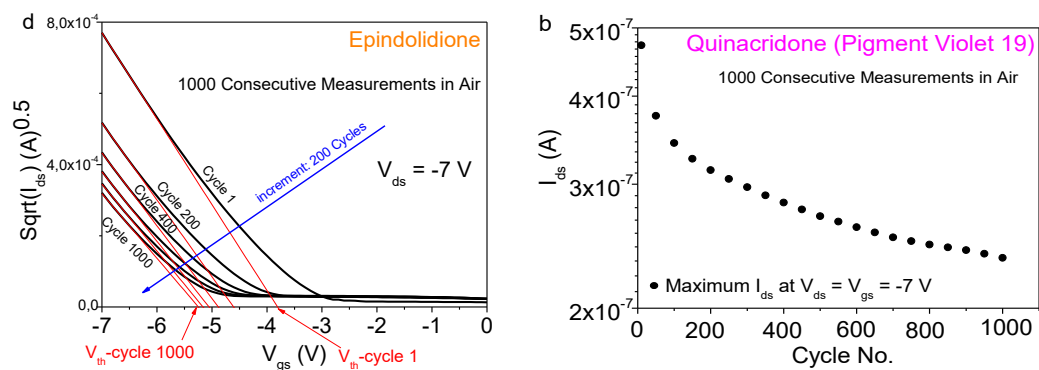 d
8,0x10⁻⁴
Epindolidione
1000 Consecutive Measurements in Air
increment: 200 Cycles
V_ds = -7 V
Sqrt(I_ds) (A)^0.5
4,0x10⁻⁴
Cycle 1
Cycle 200
Cycle 400
Cycle 1000
0,0
-7 -6 -5 -4 -3 -2 -1 0
V_th-cycle 1000
V_gs (V)
V_th-cycle 1
b
5x10⁻⁷
Quinacridone (Pigment Violet 19)
1000 Consecutive Measurements in Air
4x10⁻⁷
I_ds (A)
3x10⁻⁷
Maximum I_ds at V_ds = V_gs = -7 V
2x10⁻⁷
0 200 400 600 800 1000
Cycle No.